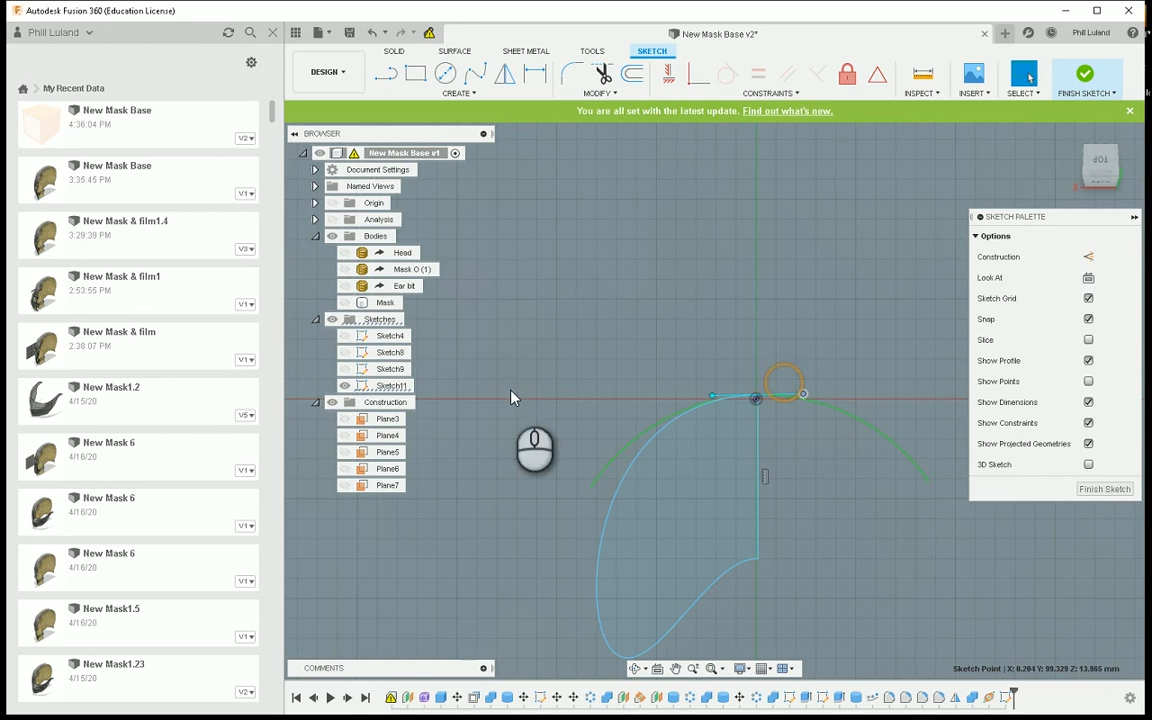 Autodesk Fusion 360 (Education License)
Phill Luland
New Mask Base v2*
Phill Luland
SOLID SURFACE SHEET METAL TOOLS SKETCH
DESIGN
CREATE MODIFY CONSTRAINTS INSPECT INSERT SELECT FINISH SKETCH
You are all set with the latest update. Find out what's new.
My Recent Data
New Mask Base
4:36:04 PM
V2
New Mask Base
3:35:45 PM
V1
New Mask & film1.4
3:29:39 PM
V3
New Mask & film1
2:53:55 PM
V1
New Mask & film
2:38:07 PM
V1
New Mask1.2
4/15/20
V5
New Mask 6
4/16/20
V1
New Mask 6
4/16/20
V1
New Mask 6
4/16/20
V1
New Mask1.5
4/16/20
V1
New Mask1.23
4/15/20
V2
BROWSER
New Mask Base v1
Document Settings
Named Views
Origin
Analysis
Bodies
Head
Mask O (1)
Ear bit
Mask
Sketches
Sketch4
Sketch8
Sketch9
Sketch11
Construction
Plane3
Plane4
Plane5
Plane6
Plane7
TOP
X
SKETCH PALETTE
Options
Construction
Look At
Sketch Grid
Snap
Slice
Show Profile
Show Points
Show Dimensions
Show Constraints
Show Projected Geometries
3D Sketch
Finish Sketch
COMMENTS
Sketch Point | X: 0.204 Y: 99.329 Z: 13.965 mm